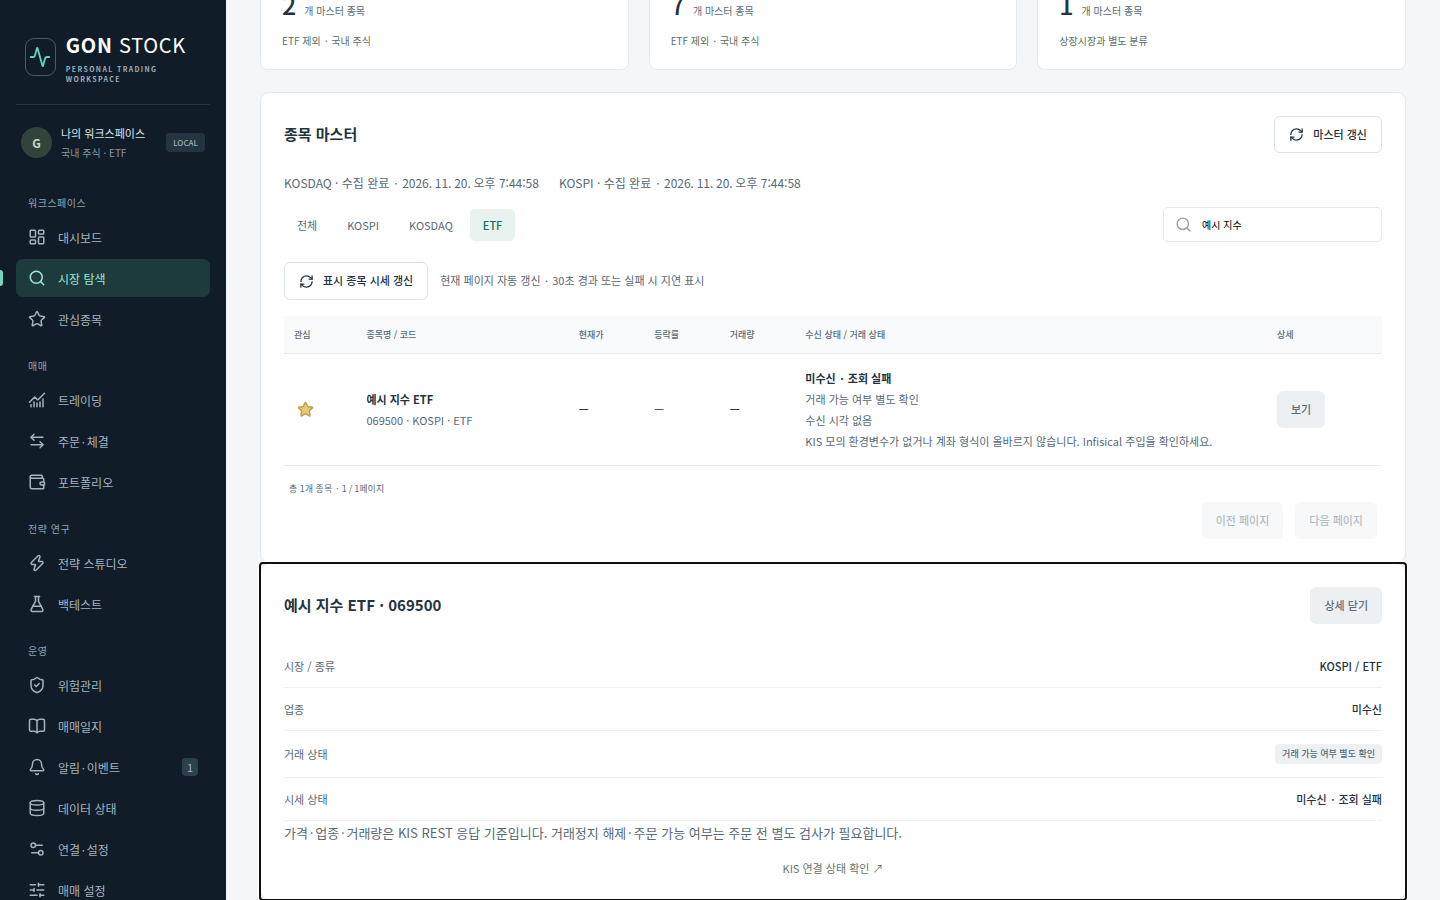 GON STOCK
PERSONAL TRADING
WORKSPACE
G
나의 워크스페이스
국내 주식 · ETF
LOCAL
워크스페이스
대시보드
시장 탐색
관심종목
매매
트레이딩
주문·체결
포트폴리오
전략 연구
전략 스튜디오
백테스트
운영
위험관리
매매일지
알림·이벤트
1
데이터 상태
연결·설정
매매 설정
2 개 마스터 종목
ETF 제외 · 국내 주식
7 개 마스터 종목
ETF 제외 · 국내 주식
1 개 마스터 종목
상장시장과 별도 분류
종목 마스터
마스터 갱신
KOSDAQ · 수집 완료 · 2026. 11. 20. 오후 7:44:58 KOSPI · 수집 완료 · 2026. 11. 20. 오후 7:44:58
전체 KOSPI KOSDAQ ETF
예시 지수
표시 종목 시세 갱신
현재 페이지 자동 갱신 · 30초 경과 또는 실패 시 지연 표시
관심 종목명 / 코드 현재가 등락률 거래량 수신 상태 / 거래 상태 상세
예시 지수 ETF
069500 · KOSPI · ETF
— — —
미수신 · 조회 실패
거래 가능 여부 별도 확인
수신 시각 없음
KIS 모의 환경변수가 없거나 계좌 형식이 올바르지 않습니다. Infisical 주입을 확인하세요.
보기
총 1개 종목 · 1 / 1페이지
이전 페이지 다음 페이지
예시 지수 ETF · 069500
상세 닫기
시장 / 종류 KOSPI / ETF
업종 미수신
거래 상태 거래 가능 여부 별도 확인
시세 상태 미수신 · 조회 실패
가격·업종·거래량은 KIS REST 응답 기준입니다. 거래정지 해제·주문 가능 여부는 주문 전 별도 검사가 필요합니다.
KIS 연결 상태 확인 ↗